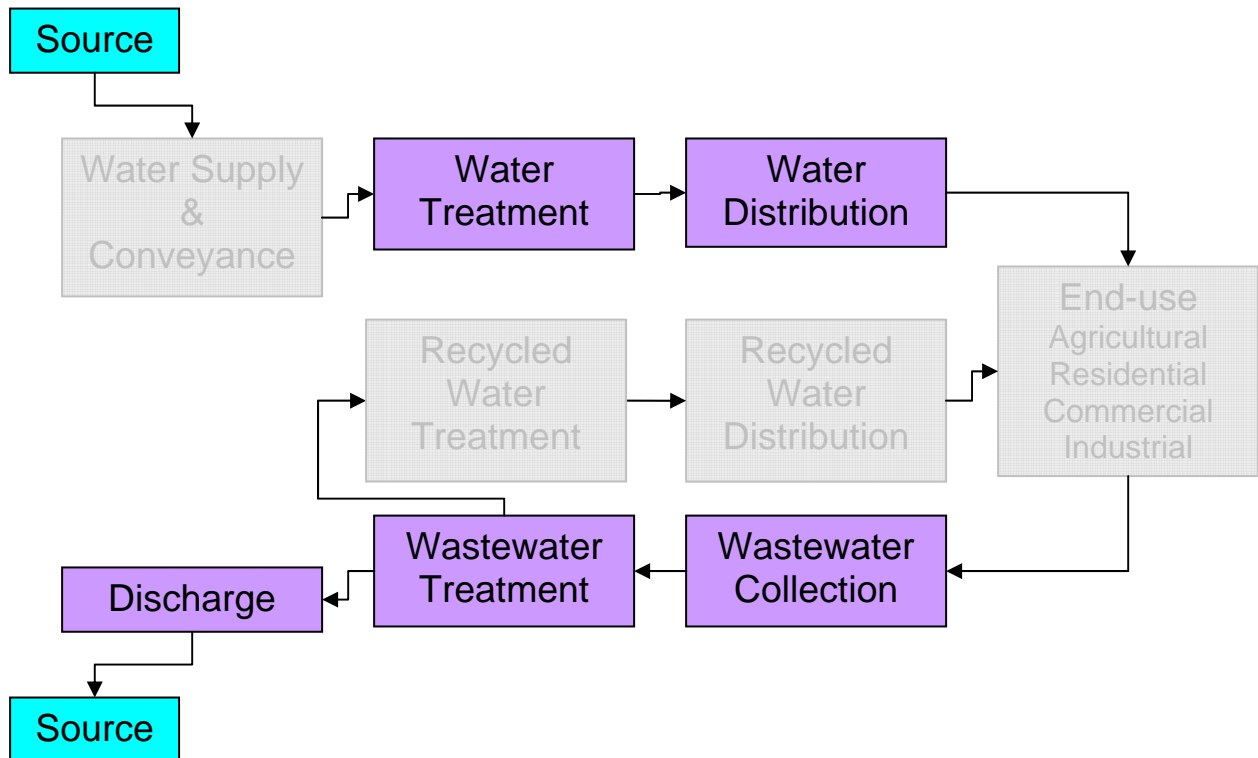 Source
Water Supply
&
Conveyance
Water
Treatment
Water
Distribution
End-use
Agricultural
Residential
Commercial
Industrial
Recycled
Water
Treatment
Recycled
Water
Distribution
Wastewater
Treatment
Wastewater
Collection
Discharge
Source